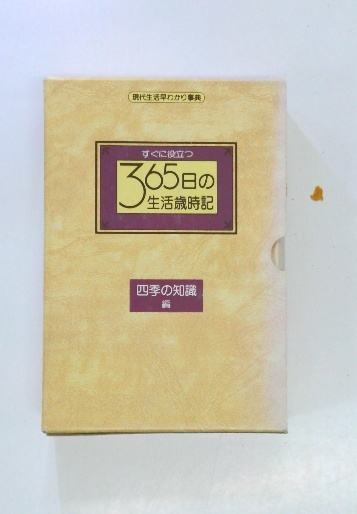 現代生活早わかり事典
すぐに役立つ
365日の
生活歳時記
四季の知識
編